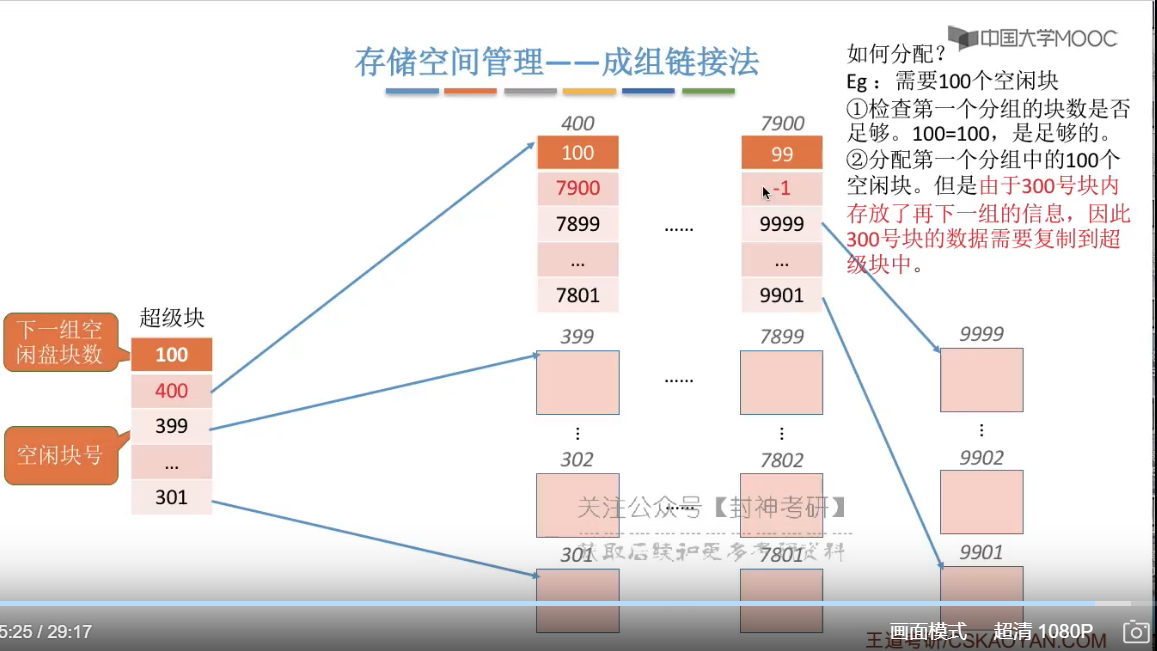 中国大学MOOC
存储空间管理——成组链接法
如何分配?
Eg：需要100个空闲块
①检查第一个分组的块数是否
足够。100=100，是足够的。
②分配第一个分组中的100个
空闲块。但是由于300号块内
存放了再下一组的信息，因此
300号块的数据需要复制到超
级块中。
400
100
7900
7899
...
7801
......
7900
99
-1
9999
...
9901
超级块
下一组空
闲盘块数
100
400
399
...
301
空闲块号
399
......
7899
9999
302
7802
9902
关注公众号【封神考研】
......
获取后续和更多考研资料
301
7801
9901
5:25 / 29:17
画面模式
超清 1080P
王道考研/CSKAOYAN.COM